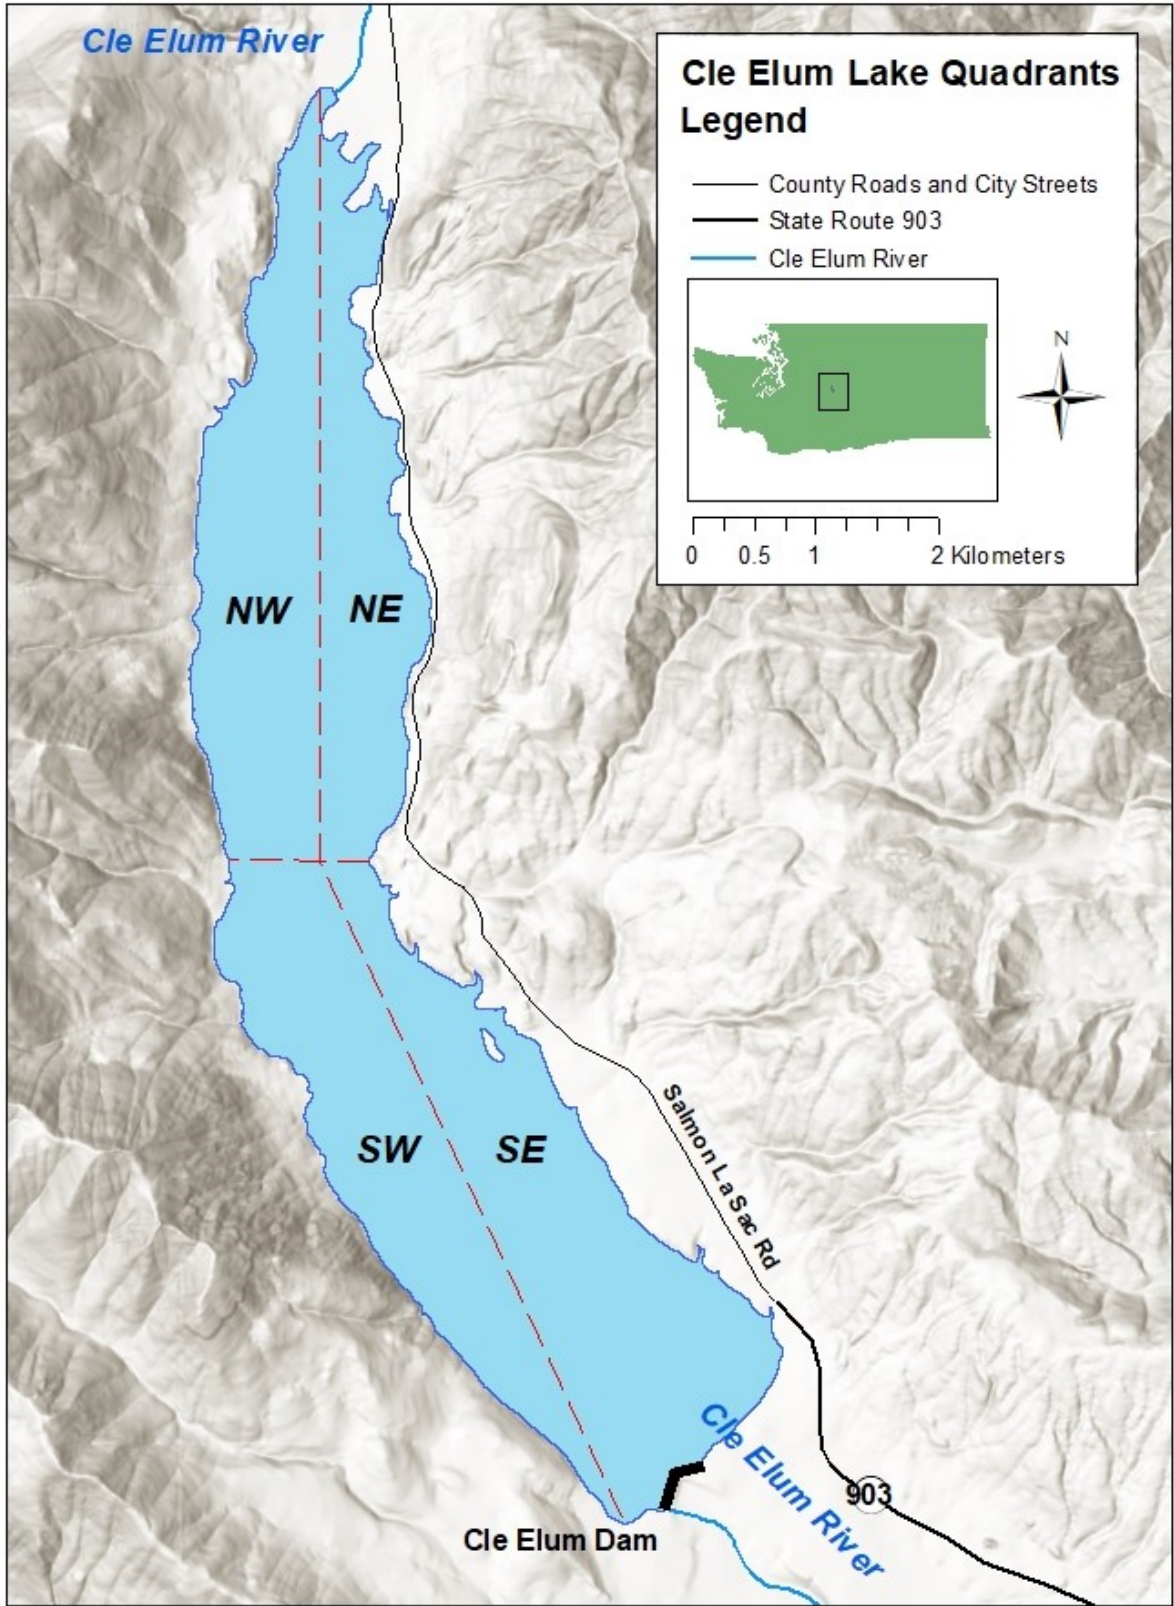 Cle Elum River
Cle Elum Lake Quadrants
Legend
County Roads and City Streets
State Route 903
Cle Elum River
N
0 0.5 1 2 Kilometers
NW NE
SW SE
Salmon La Sac Rd
Cle Elum River
903
Cle Elum Dam